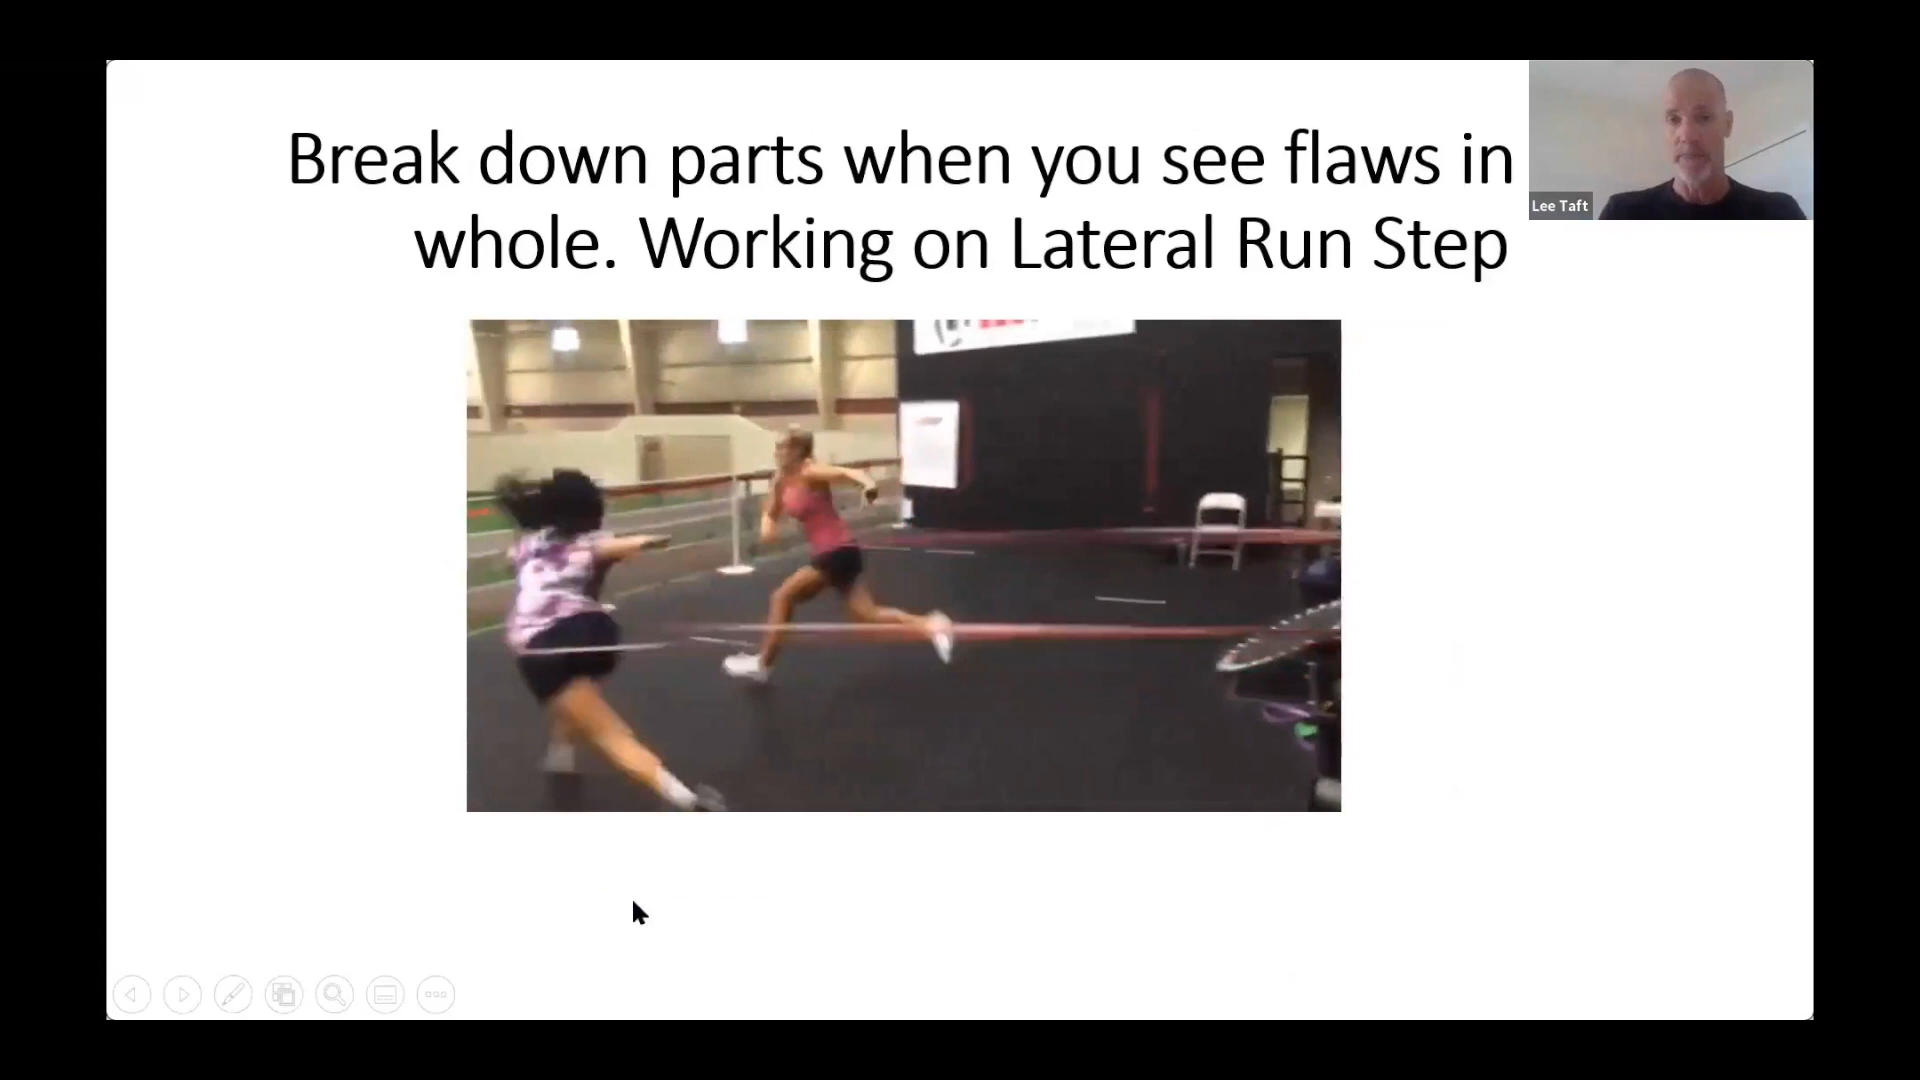 Break down parts when you see flaws in
whole. Working on Lateral Run Step
Lee Taft